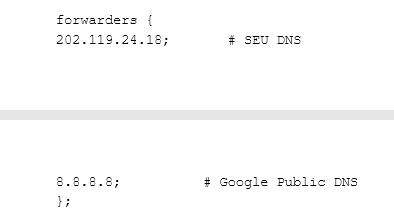 forwarders {
202.119.24.18; # SEU DNS
8.8.8.8; # Google Public DNS
};